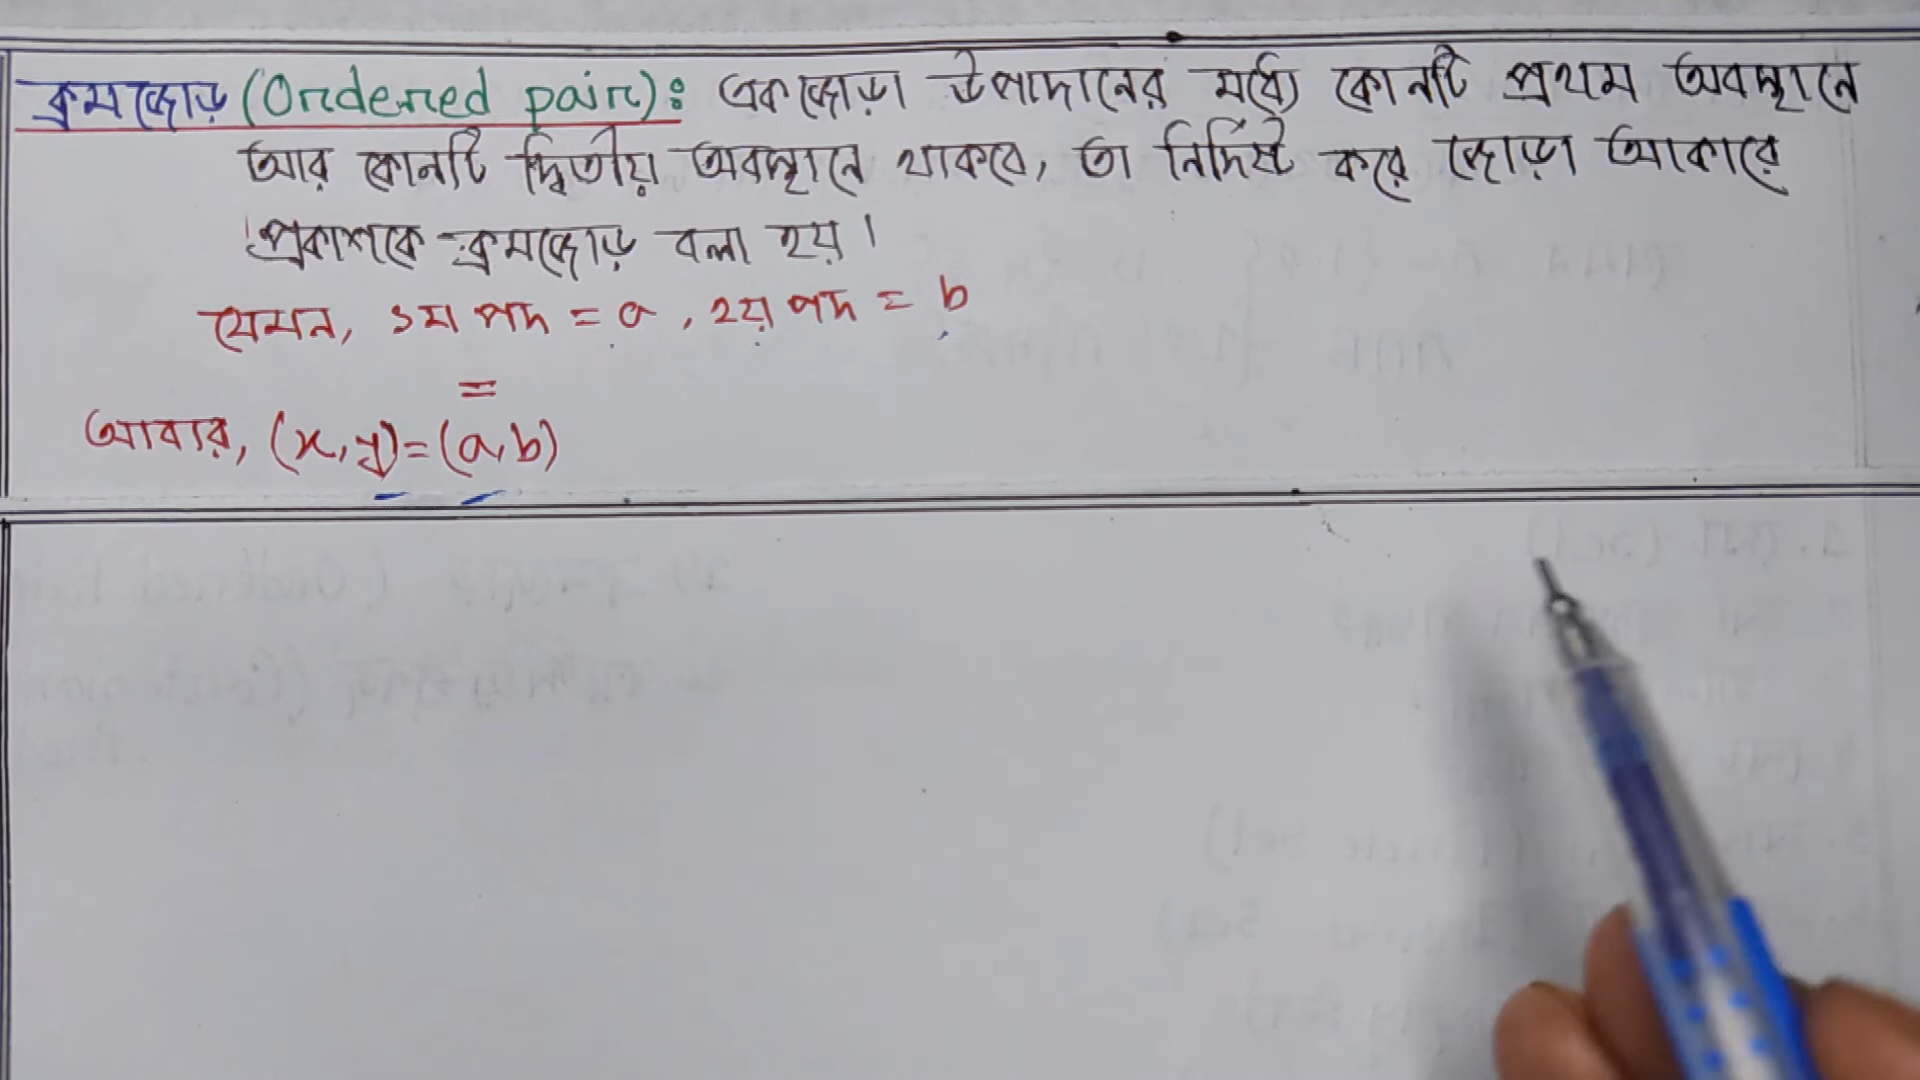 ক্রমজোড় (Ordered pair): একজোড়া উপাদানের মধ্যে কোনটি প্রথম অবস্থানে
আর কোনটি দ্বিতীয় অবস্থানে থাকবে, তা নির্দিষ্ট করে জোড়া আকারে
প্রকাশকে ক্রমজোড় বলা হয়।
যেমন, ১ম পদ = a, ২য় পদ = b
=
আবার, (x,y)=(a,b)